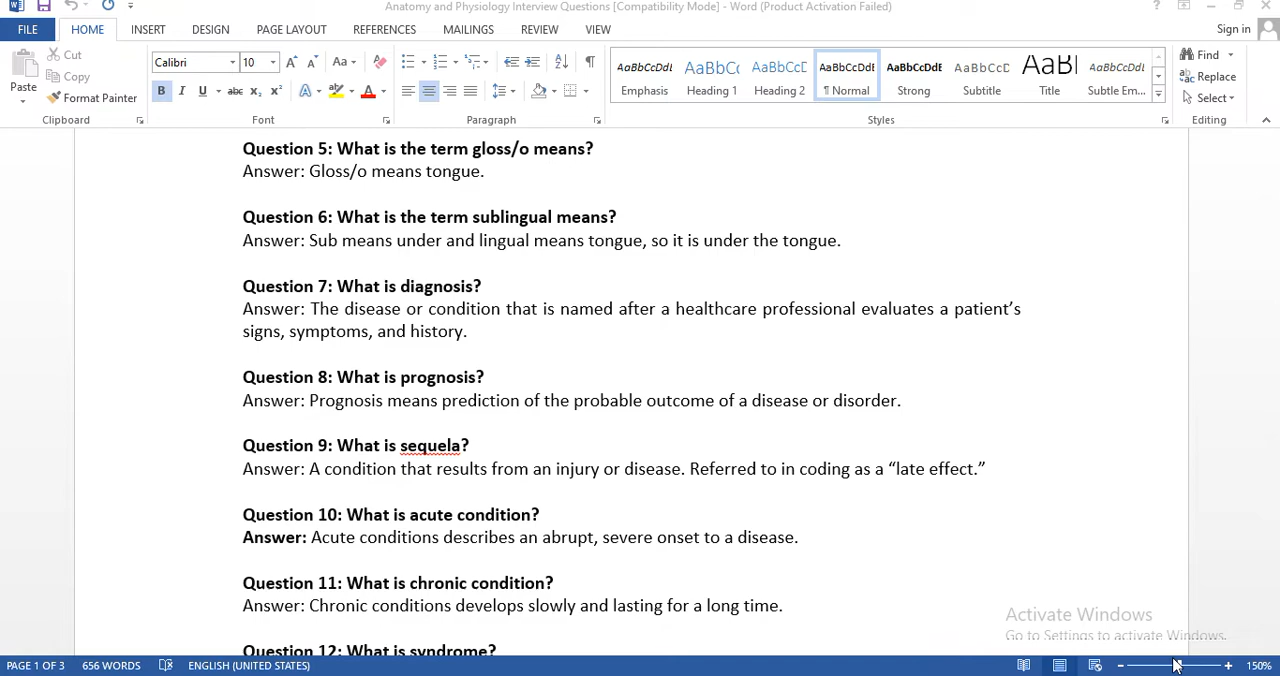 Anatomy and Physiology Interview Questions [Compatibility Mode] - Word (Product Activation Failed)
?
FILE HOME INSERT DESIGN PAGE LAYOUT REFERENCES MAILINGS REVIEW VIEW Sign in
Paste
Cut
Copy
Format Painter
Clipboard
Calibri 10
Font
Paragraph
AaBbCcDdI AaBbCc AaBbCcD AaBbCcDdE AaBbCcDdE AaBbCcD AaBl AaBbCcDdI
Emphasis Heading 1 Heading 2 ¶ Normal Strong Subtitle Title Subtle Em...
Styles
Find
Replace
Select
Editing
Question 5: What is the term gloss/o means?
Answer: Gloss/o means tongue.
Question 6: What is the term sublingual means?
Answer: Sub means under and lingual means tongue, so it is under the tongue.
Question 7: What is diagnosis?
Answer: The disease or condition that is named after a healthcare professional evaluates a patient’s
signs, symptoms, and history.
Question 8: What is prognosis?
Answer: Prognosis means prediction of the probable outcome of a disease or disorder.
Question 9: What is sequela?
Answer: A condition that results from an injury or disease. Referred to in coding as a “late effect.”
Question 10: What is acute condition?
Answer: Acute conditions describes an abrupt, severe onset to a disease.
Question 11: What is chronic condition?
Answer: Chronic conditions develops slowly and lasting for a long time.
Question 12: What is syndrome?
Activate Windows
Go to Settings to activate Windows.
PAGE 1 OF 3 656 WORDS ENGLISH (UNITED STATES) 150%